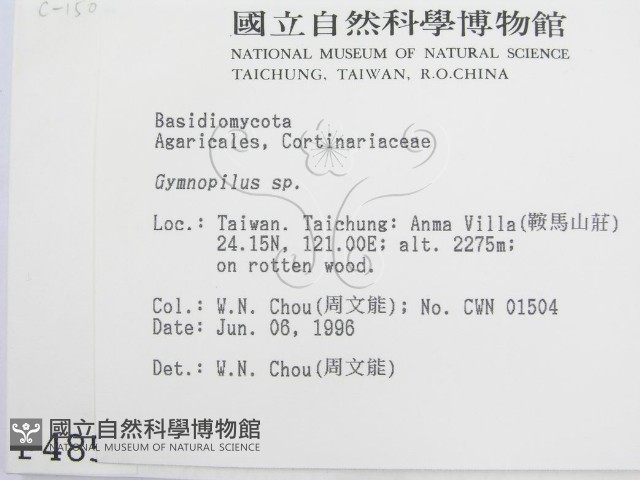 C-150
國立自然科學博物館
NATIONAL MUSEUM OF NATURAL SCIENCE
TAICHUNG, TAIWAN, R.O.CHINA
Basidiomycota
Agaricales, Cortinariaceae
Gymnopilus sp.
Loc.: Taiwan. Taichung: Anma Villa(鞍馬山莊)
24.15N, 121.00E; alt. 2275m;
on rotten wood.
Col.: W.N. Chou(周文能); No. CWN 01504
Date: Jun. 06, 1996
Det.: W.N. Chou(周文能)
國立自然科學博物館
NATIONAL MUSEUM OF NATURAL SCIENCE